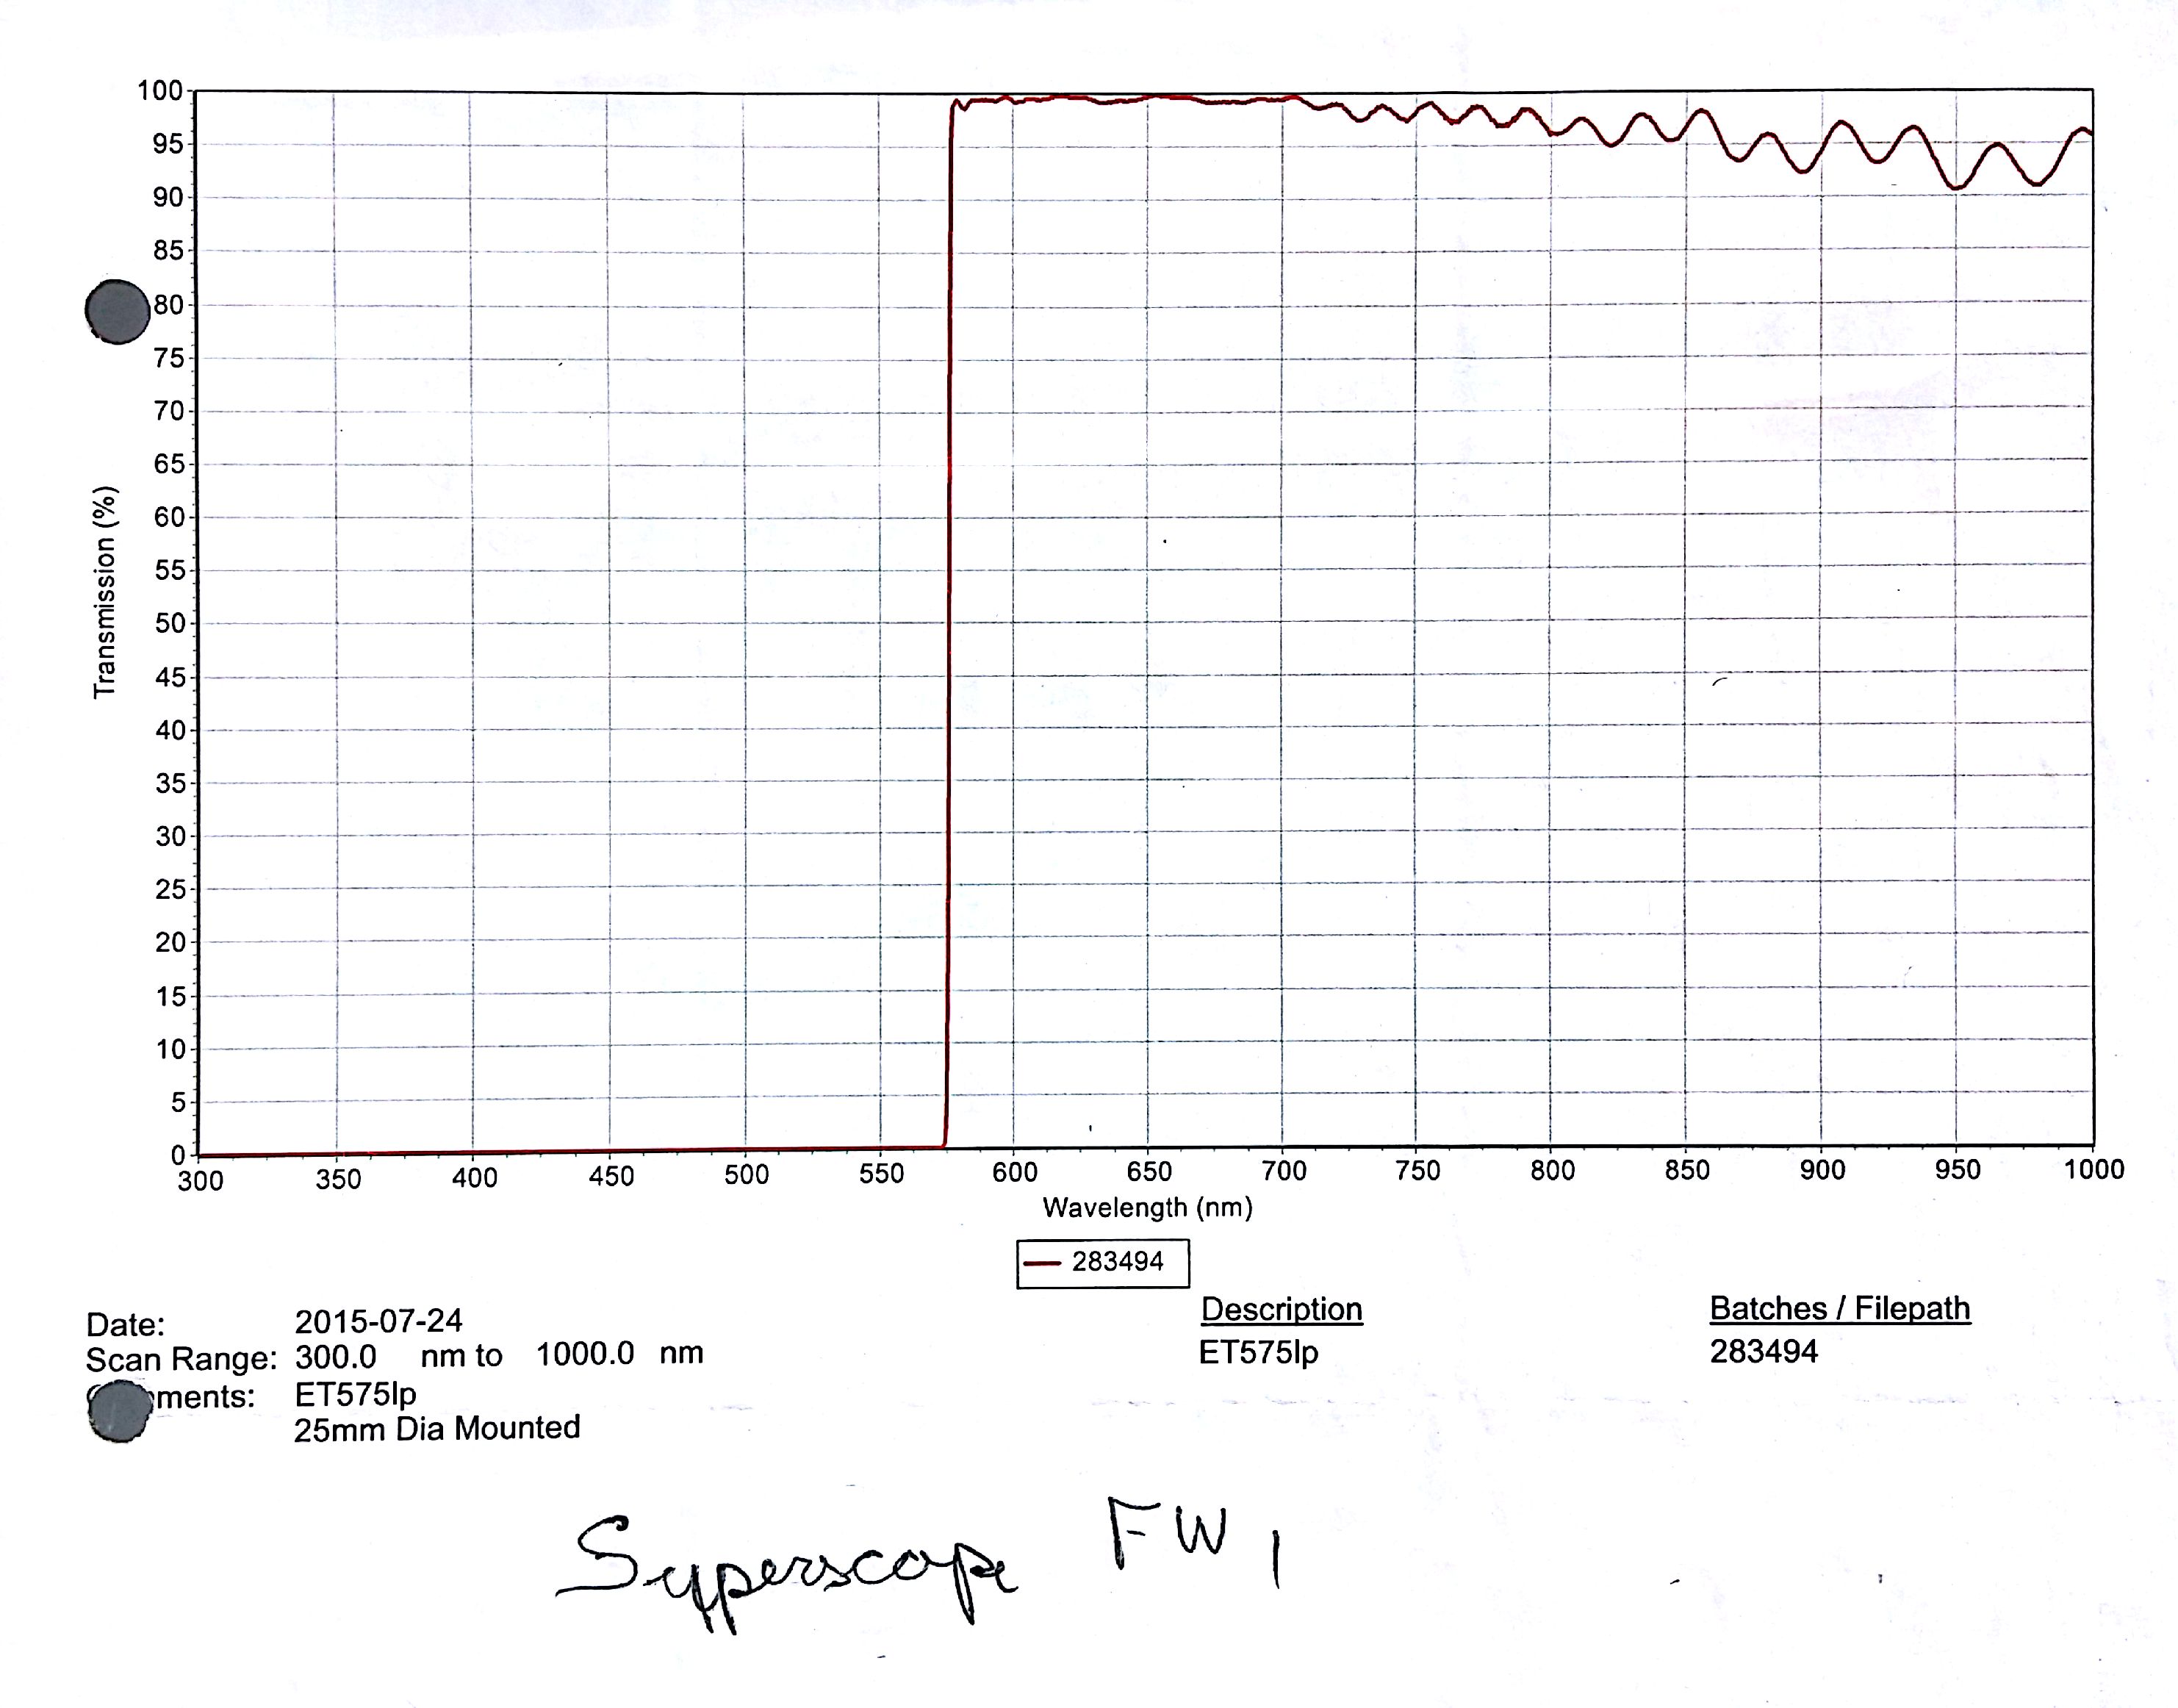 100
95
90
85
80
75
70
65
60
55
50
45
40
35
30
25
20
15
10
5
0
Transmission (%)
300 350 400 450 500 550 600 650 700 750 800 850 900 950 1000
Wavelength (nm)
283494
Date: 2015-07-24
Scan Range: 300.0 nm to 1000.0 nm
ments: ET575lp
25mm Dia Mounted
Description
ET575lp
Batches / Filepath
283494
Superscope FW 1